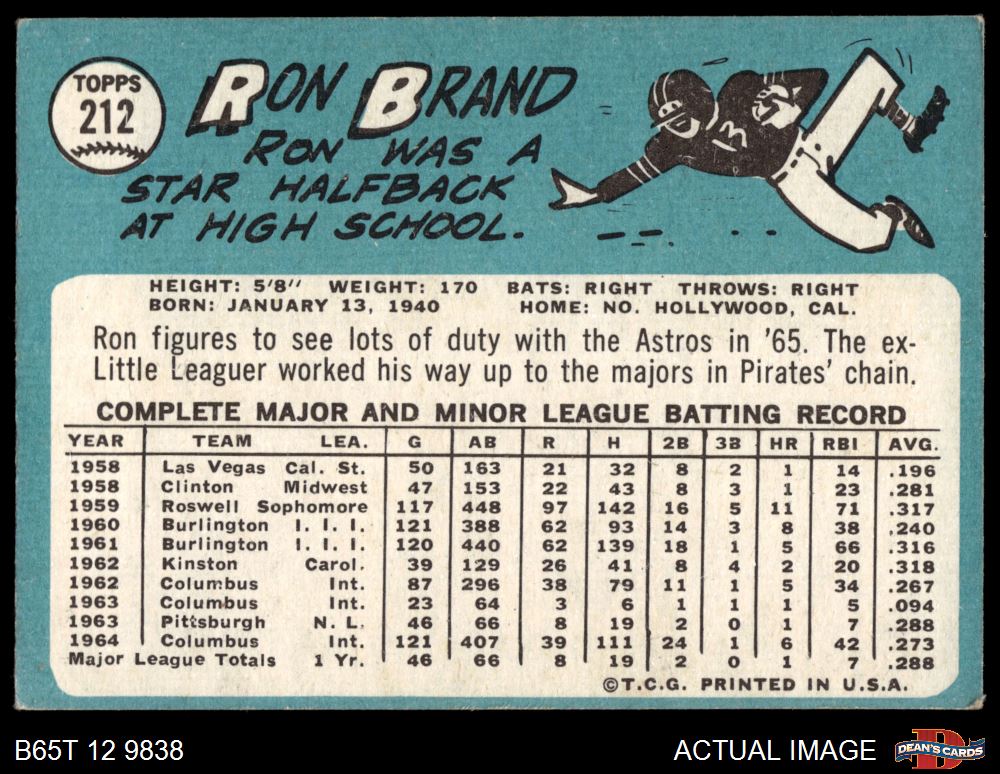 TOPPS
212
RON BRAND
RON WAS A
STAR HALFBACK
AT HIGH SCHOOL.
HEIGHT: 5'8" WEIGHT: 170 BATS: RIGHT THROWS: RIGHT
BORN: JANUARY 13, 1940 HOME: NO. HOLLYWOOD, CAL.
Ron figures to see lots of duty with the Astros in '65. The ex-
Little Leaguer worked his way up to the majors in Pirates' chain.
COMPLETE MAJOR AND MINOR LEAGUE BATTING RECORD
YEAR TEAM LEA. G AB R H 2B 3B HR RBI AVG.
1958 Las Vegas Cal. St. 50 163 21 32 8 2 1 14 .196
1958 Clinton Midwest 47 153 22 43 8 3 1 23 .281
1959 Roswell Sophomore 117 448 97 142 16 5 11 71 .317
1960 Burlington I. I. I. 121 388 62 93 14 3 8 38 .240
1961 Burlington I. I. I. 120 440 62 139 18 1 5 66 .316
1962 Kinston Carol. 39 129 26 41 8 4 2 20 .318
1962 Columbus Int. 87 296 38 79 11 1 5 34 .267
1963 Columbus Int. 23 64 3 6 1 1 1 5 .094
1963 Pittsburgh N. L. 46 66 8 19 2 0 1 7 .288
1964 Columbus Int. 121 407 39 111 24 1 6 42 .273
Major League Totals 1 Yr. 46 66 8 19 2 0 1 7 .288
©T.C.G. PRINTED IN U.S.A.
B65T 12 9838
ACTUAL IMAGE
DEAN'S CARDS